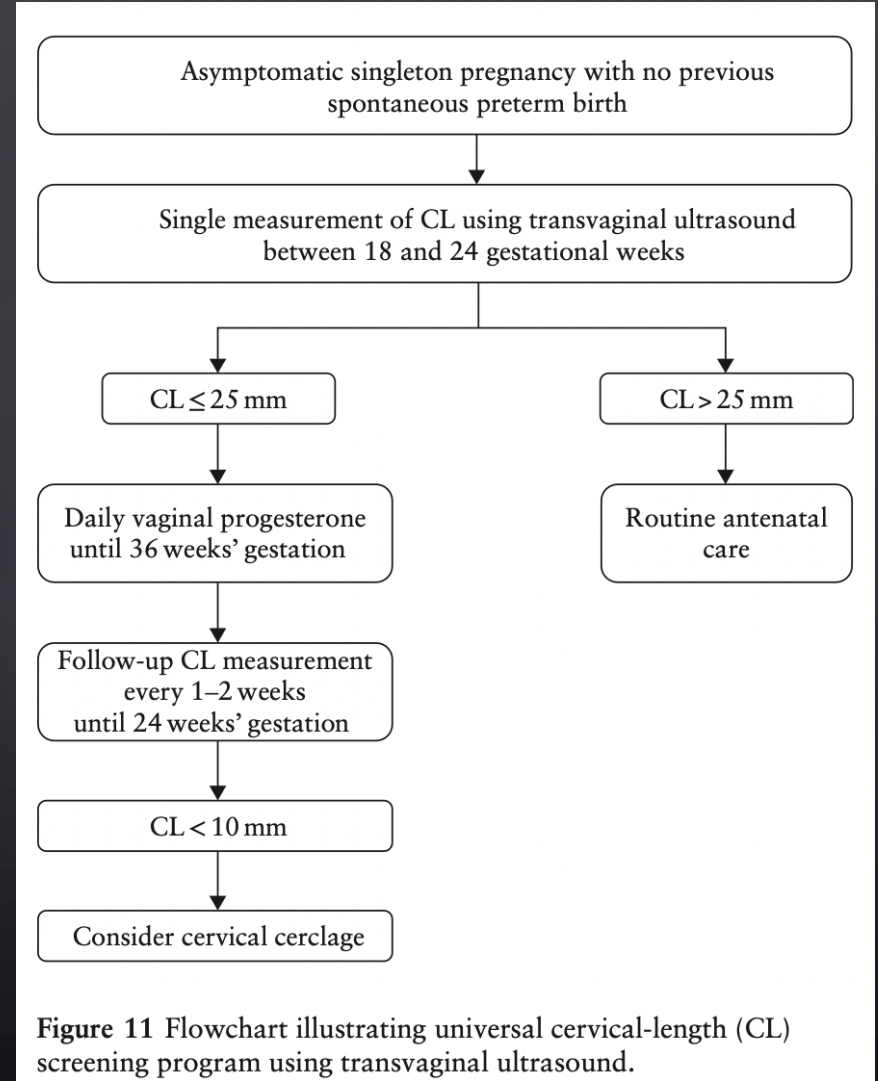 Asymptomatic singleton pregnancy with no previous
spontaneous preterm birth
Single measurement of CL using transvaginal ultrasound
between 18 and 24 gestational weeks
CL ≤ 25 mm
CL > 25 mm
Daily vaginal progesterone
until 36 weeks’ gestation
Routine antenatal
care
Follow-up CL measurement
every 1–2 weeks
until 24 weeks’ gestation
CL < 10 mm
Consider cervical cerclage
Figure 11 Flowchart illustrating universal cervical-length (CL)
screening program using transvaginal ultrasound.